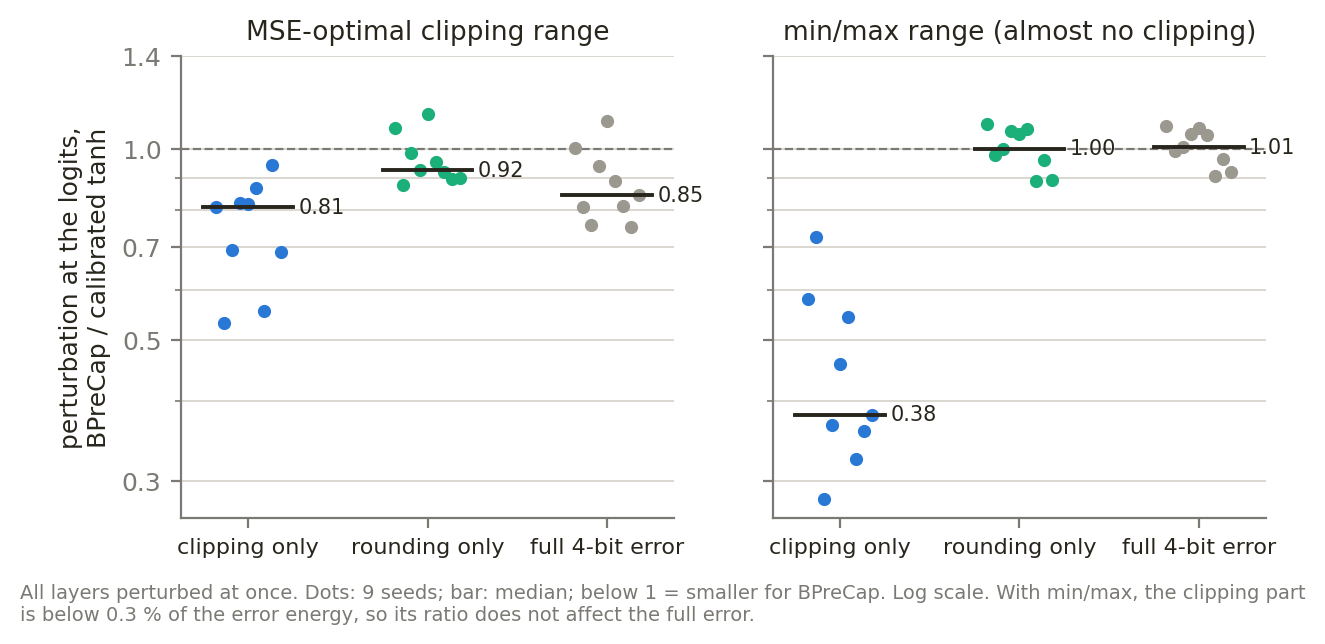 MSE-optimal clipping range
min/max range (almost no clipping)
perturbation at the logits,
BPreCap / calibrated tanh
1.4
1.0
0.7
0.5
0.3
0.81
0.92
0.85
0.38
1.00
1.01
clipping only
rounding only
full 4-bit error
clipping only
rounding only
full 4-bit error
All layers perturbed at once. Dots: 9 seeds; bar: median; below 1 = smaller for BPreCap. Log scale. With min/max, the clipping part
is below 0.3 % of the error energy, so its ratio does not affect the full error.